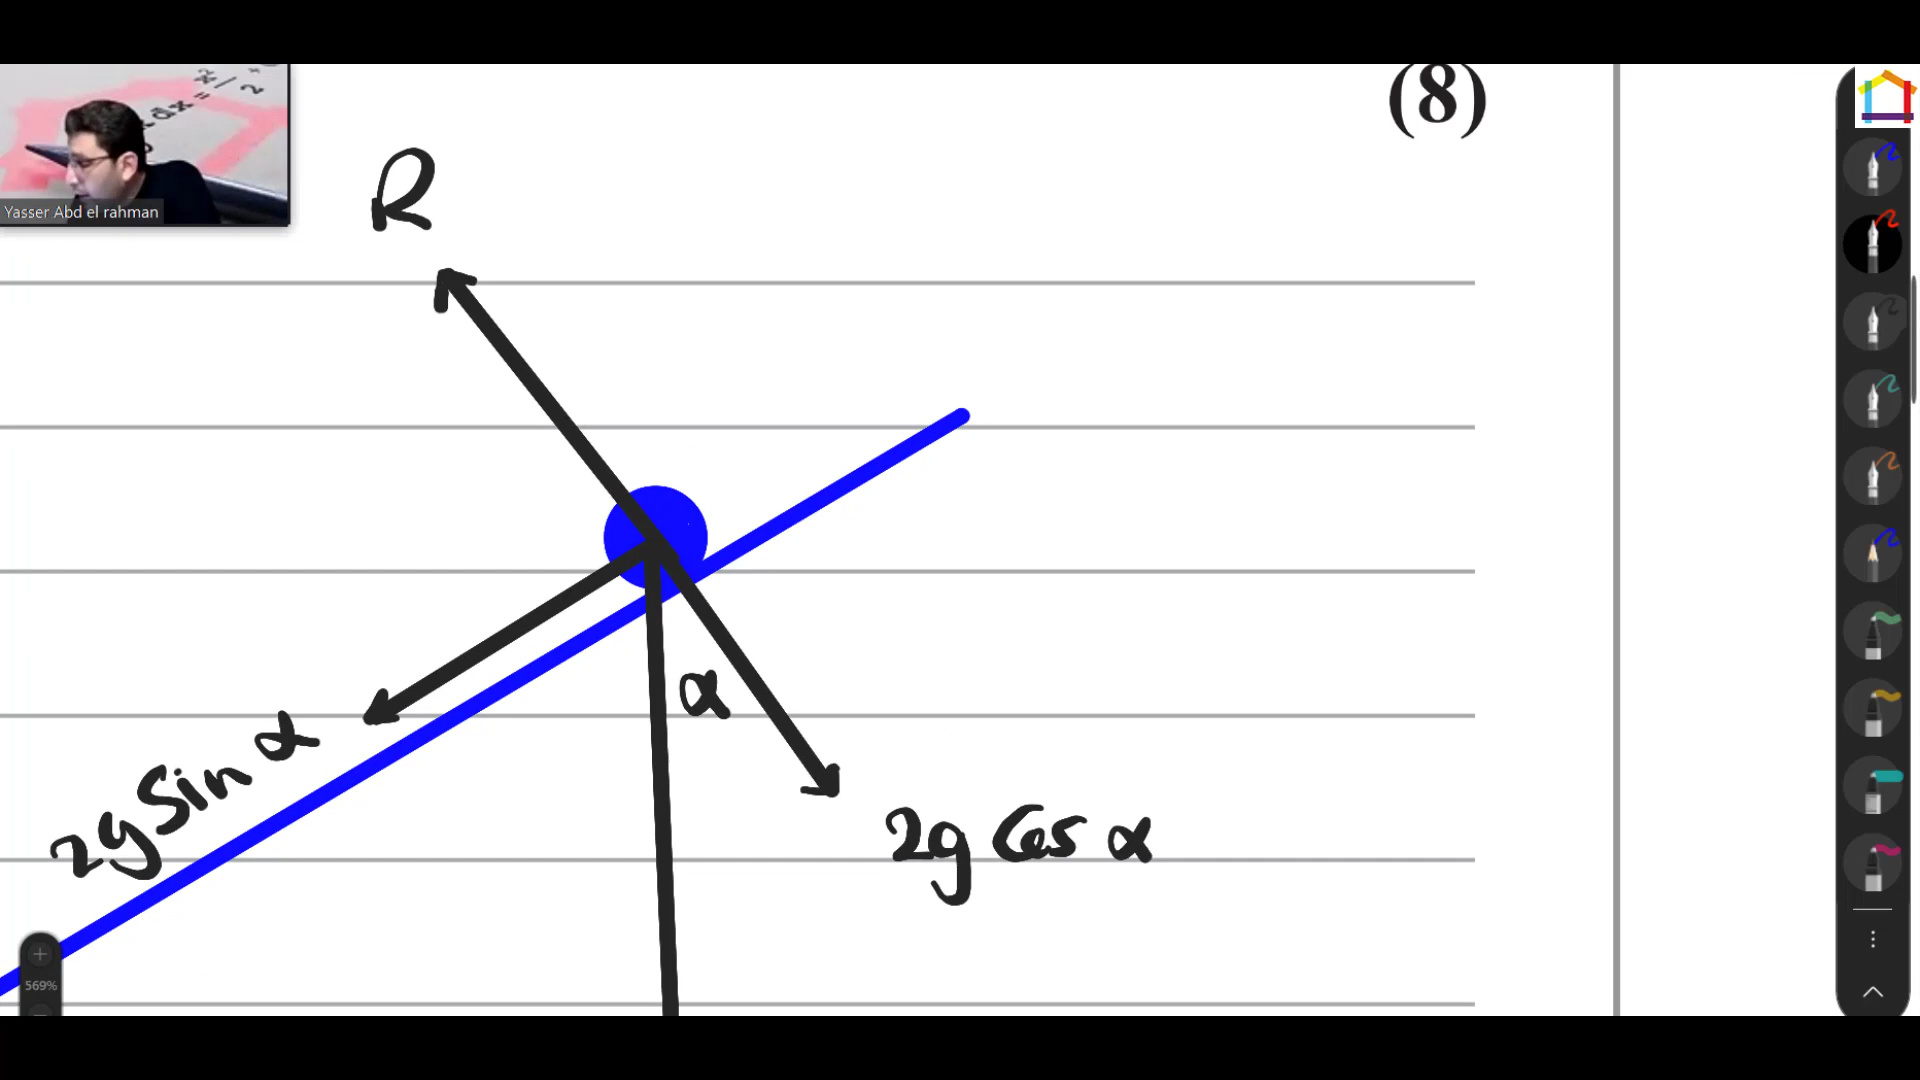 (8)
R
Yasser Abd el rahman
α
2g Sin α
2g Cos α
569%